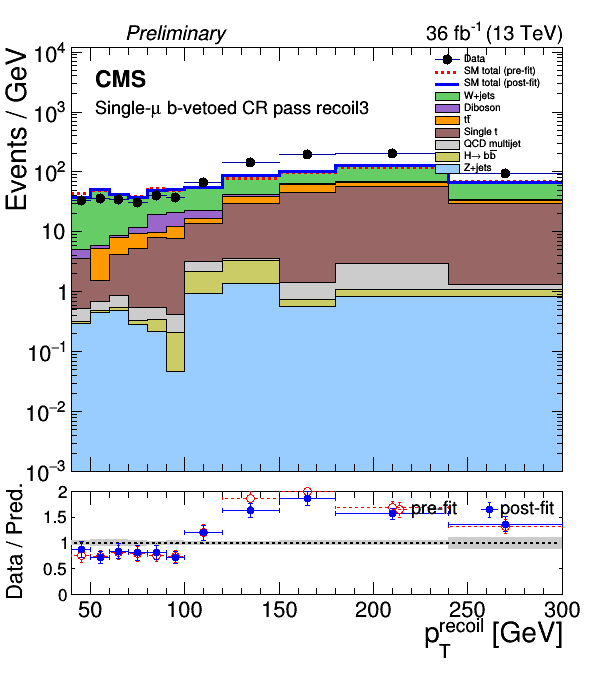 Preliminary
36 fb⁻¹ (13 TeV)
CMS
Single-μ b-vetoed CR pass recoil3
Data
SM total (pre-fit)
SM total (post-fit)
W+jets
Diboson
tt̅
Single t
QCD multijet
H→ bb̅
Z+jets
Events / GeV
10⁴
10³
10²
10
1
10⁻¹
10⁻²
10⁻³
Data / Pred.
2
1.5
1
0.5
0
pre-fit
post-fit
50
100
150
200
250
300
p_T^recoil [GeV]